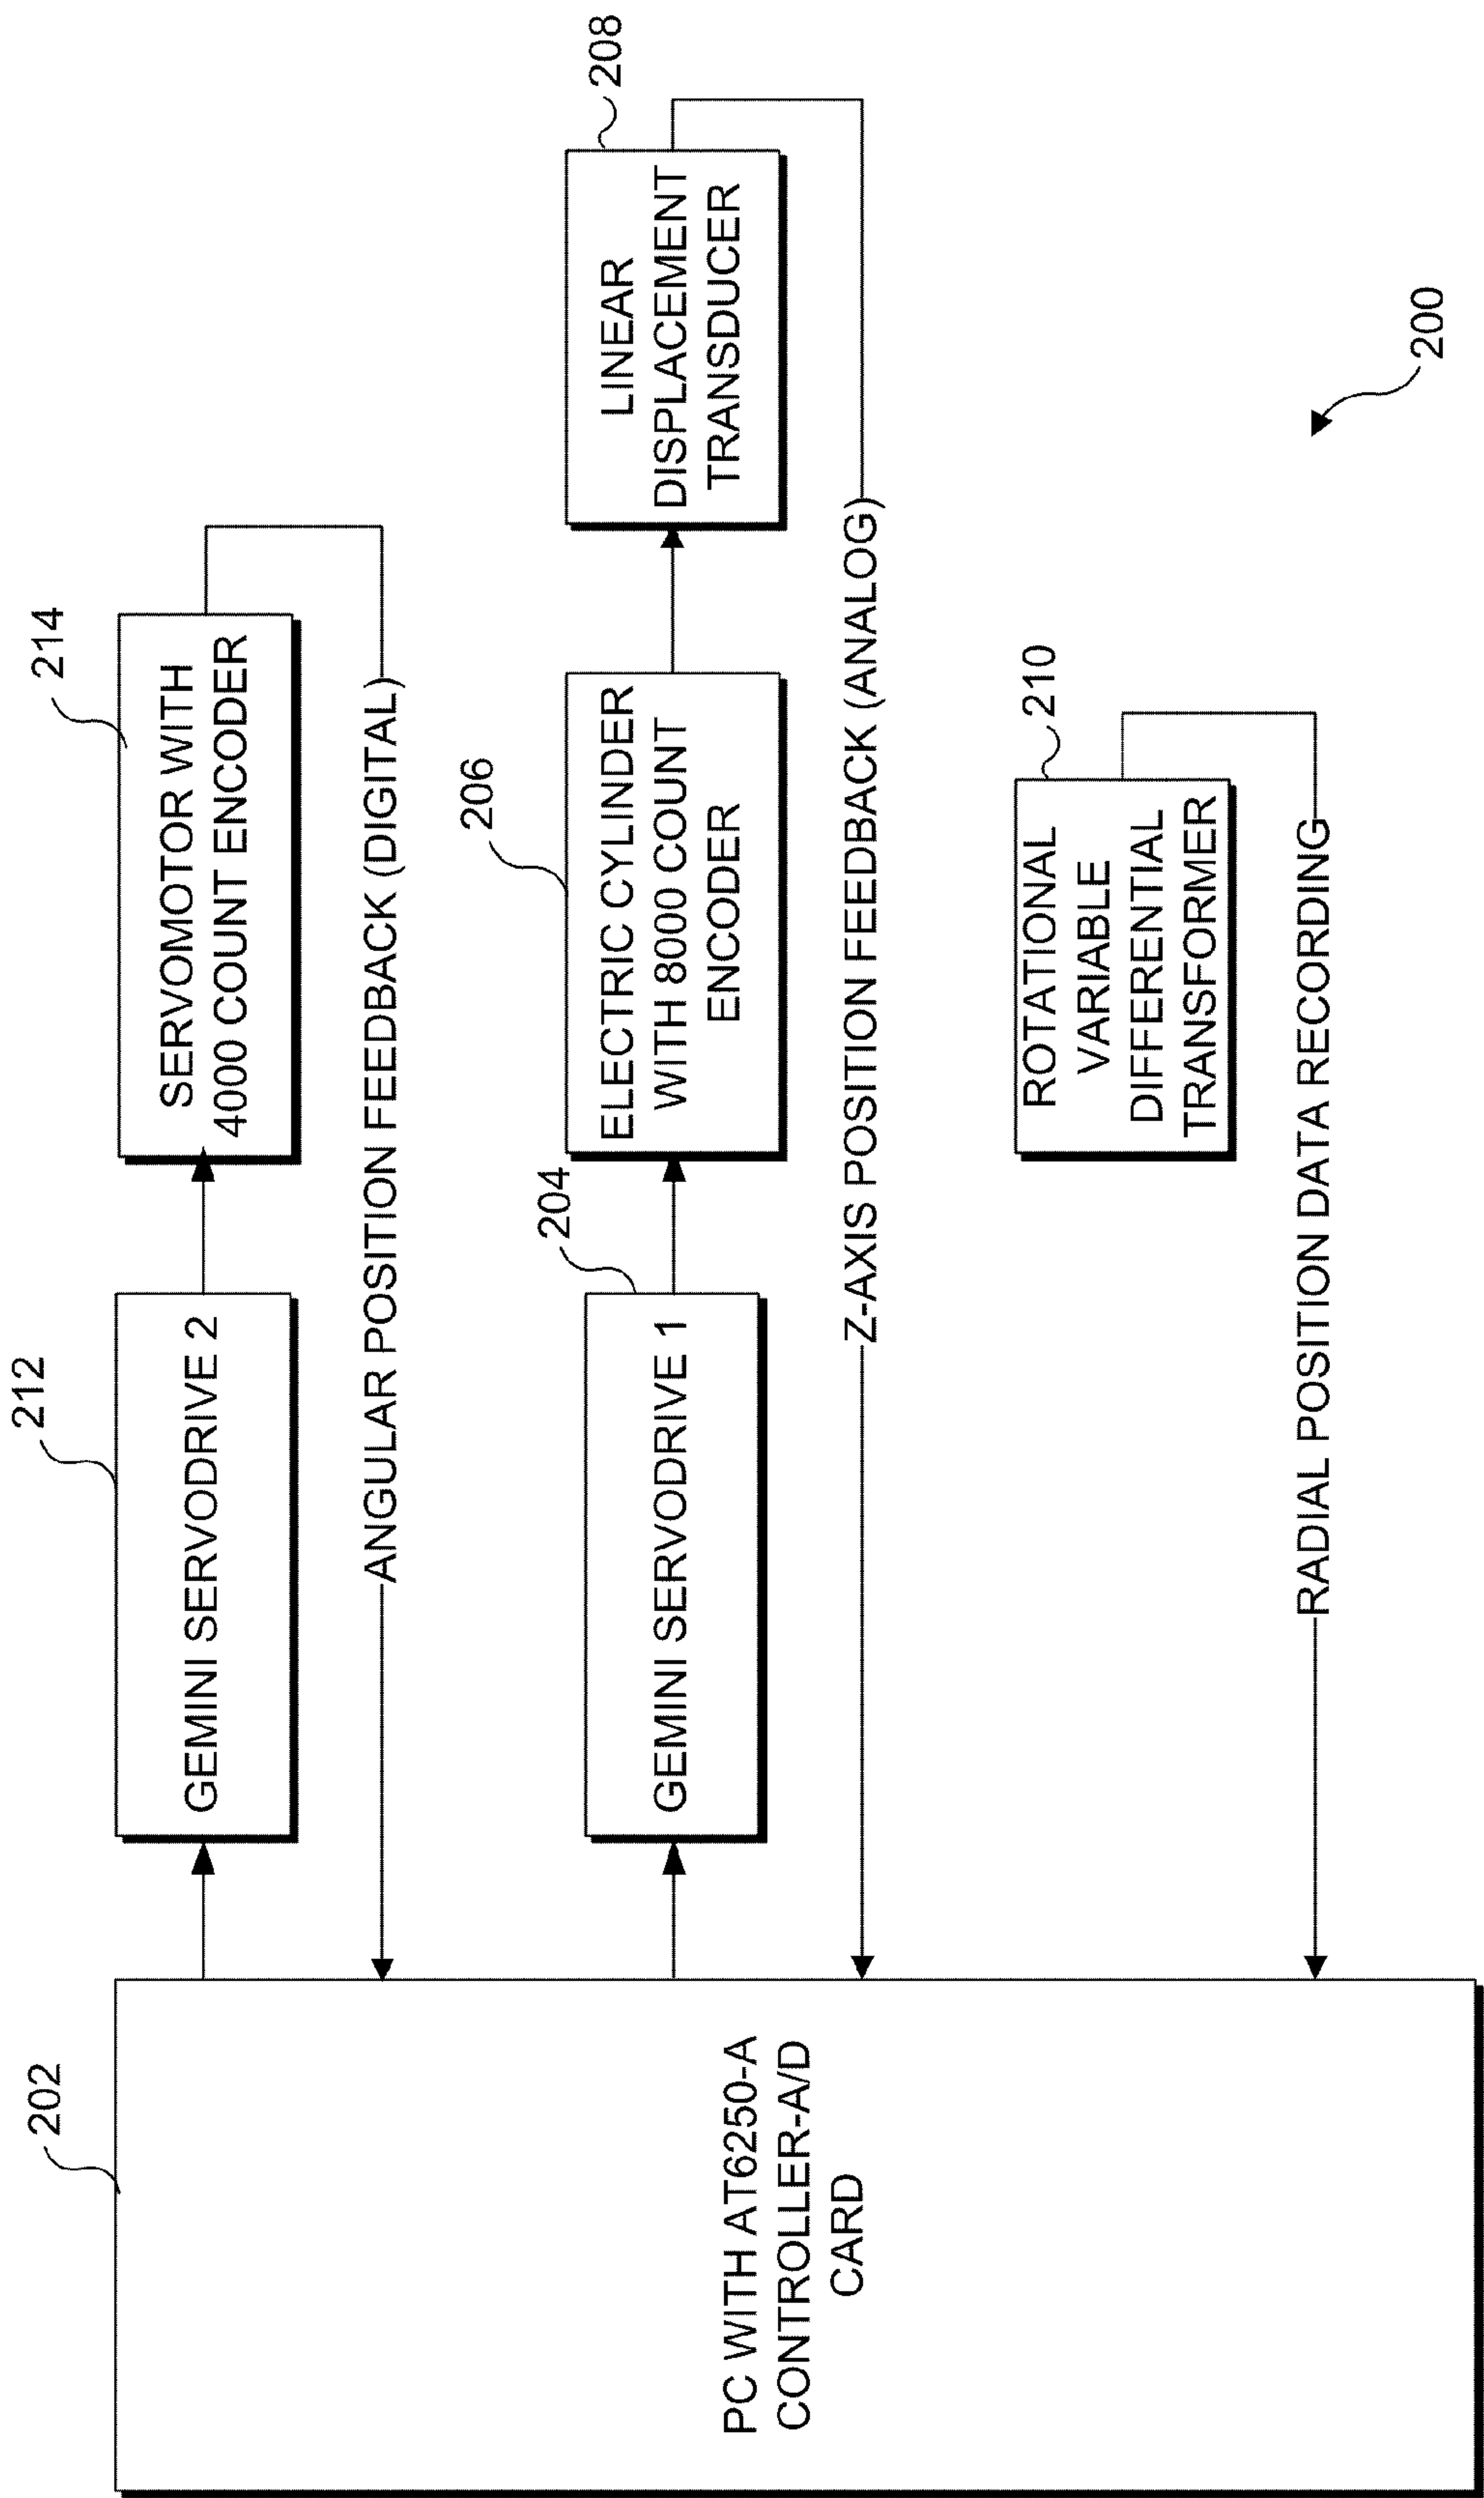 202
PC WITH AT6250-A
CONTROLLER-A/D
CARD
212
GEMINI SERVODRIVE 2
214
SERVOMOTOR WITH
4000 COUNT ENCODER
ANGULAR POSITION FEEDBACK (DIGITAL)
204
GEMINI SERVODRIVE 1
206
ELECTRIC CYLINDER
WITH 8000 COUNT
ENCODER
208
LINEAR
DISPLACEMENT
TRANSDUCER
Z-AXIS POSITION FEEDBACK (ANALOG)
210
ROTATIONAL
VARIABLE
DIFFERENTIAL
TRANSFORMER
RADIAL POSITION DATA RECORDING
200